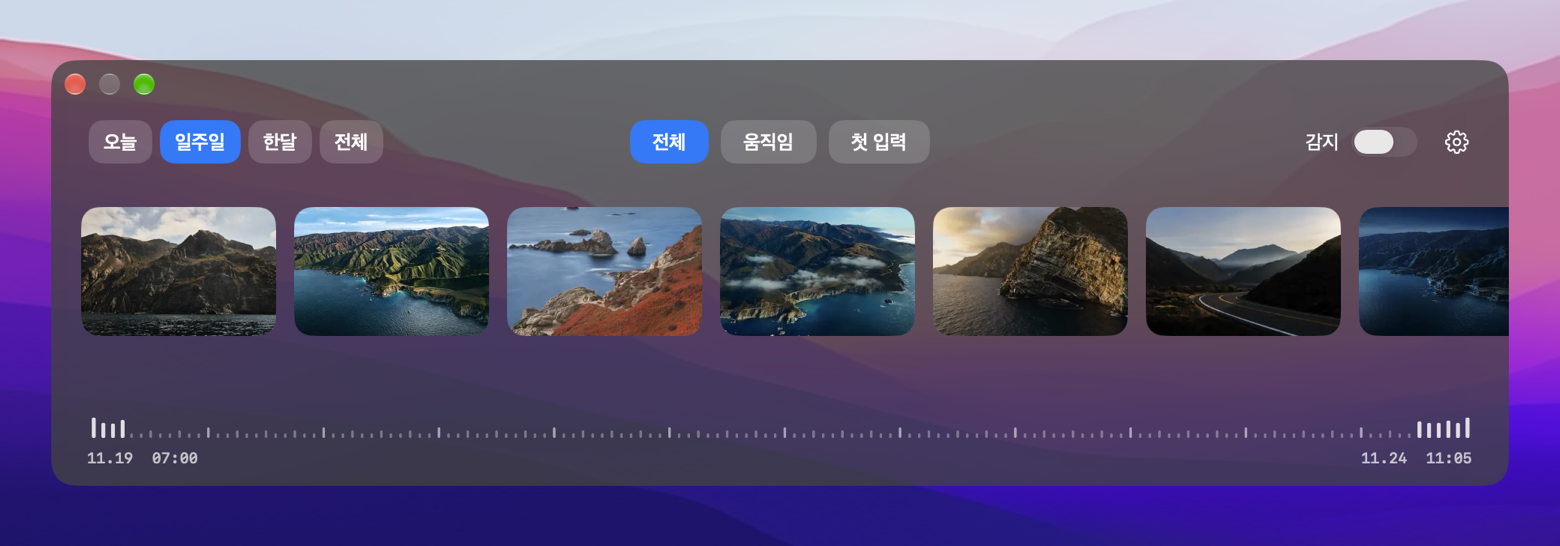 오늘 일주일 한달 전체 전체 움직임 첫 입력 감지
11.19 07:00 11.24 11:05